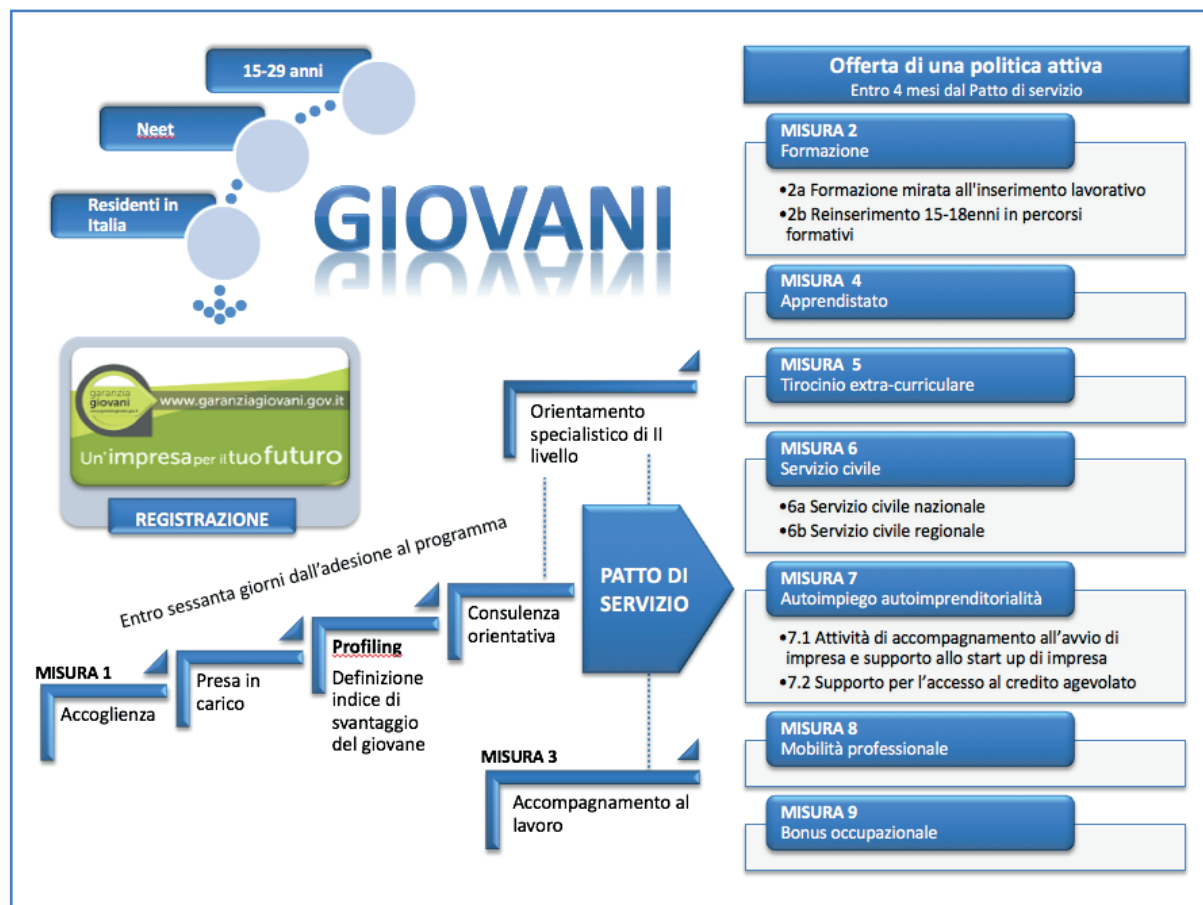 15-29 anni
Neet
Residenti in
Italia
GIOVANI
garanzia
giovani
www.garanziagiovani.gov.it
Un'impresa per il tuo futuro
REGISTRAZIONE
Entro sessanta giorni dall'adesione al programma
MISURA 1
Accoglienza
Presa in
carico
Profiling
Definizione
indice di
svantaggio
del giovane
Consulenza
orientativa
Orientamento
specialistico di II
livello
PATTO DI
SERVIZIO
MISURA 3
Accompagnamento al
lavoro
Offerta di una politica attiva
Entro 4 mesi dal Patto di servizio
MISURA 2
Formazione
•2a Formazione mirata all'inserimento lavorativo
•2b Reinserimento 15-18enni in percorsi
formativi
MISURA 4
Apprendistato
MISURA 5
Tirocinio extra-curriculare
MISURA 6
Servizio civile
•6a Servizio civile nazionale
•6b Servizio civile regionale
MISURA 7
Autoimpiego autoimprenditorialità
•7.1 Attività di accompagnamento all'avvio di
impresa e supporto allo start up di impresa
•7.2 Supporto per l'accesso al credito agevolato
MISURA 8
Mobilità professionale
MISURA 9
Bonus occupazionale